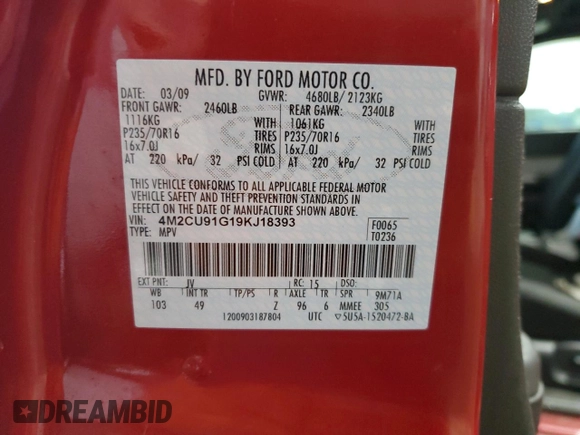 MFD. BY FORD MOTOR CO.
DATE: 03/09 GVWR: 4680LB/ 2123KG
FRONT GAWR: 2460LB REAR GAWR: 2340LB
1116KG WITH 1061KG WITH
P235/70R16 TIRES P235/70R16 TIRES
16x7.0J RIMS 16x7.0J RIMS
AT 220 kPa/ 32 PSI COLD AT 220 kPa/ 32 PSI COLD
THIS VEHICLE CONFORMS TO ALL APPLICABLE FEDERAL MOTOR
VEHICLE SAFETY AND BUMPER AND THEFT PREVENTION STANDARDS IN
EFFECT ON THE DATE OF MANUFACTURE SHOWN ABOVE.
VIN: 4M2CU91G19KJ18393 F0065
TYPE: MPV T0236
EXT PNT: JV RC: 15 DSO:
WB INT TR TP/PS R AXLE TR SPR 9M71A
103 49 Z 96 6 MMEE 305
1200903187804 UTC ▽5U5A-1520472-BA
DREAMBID